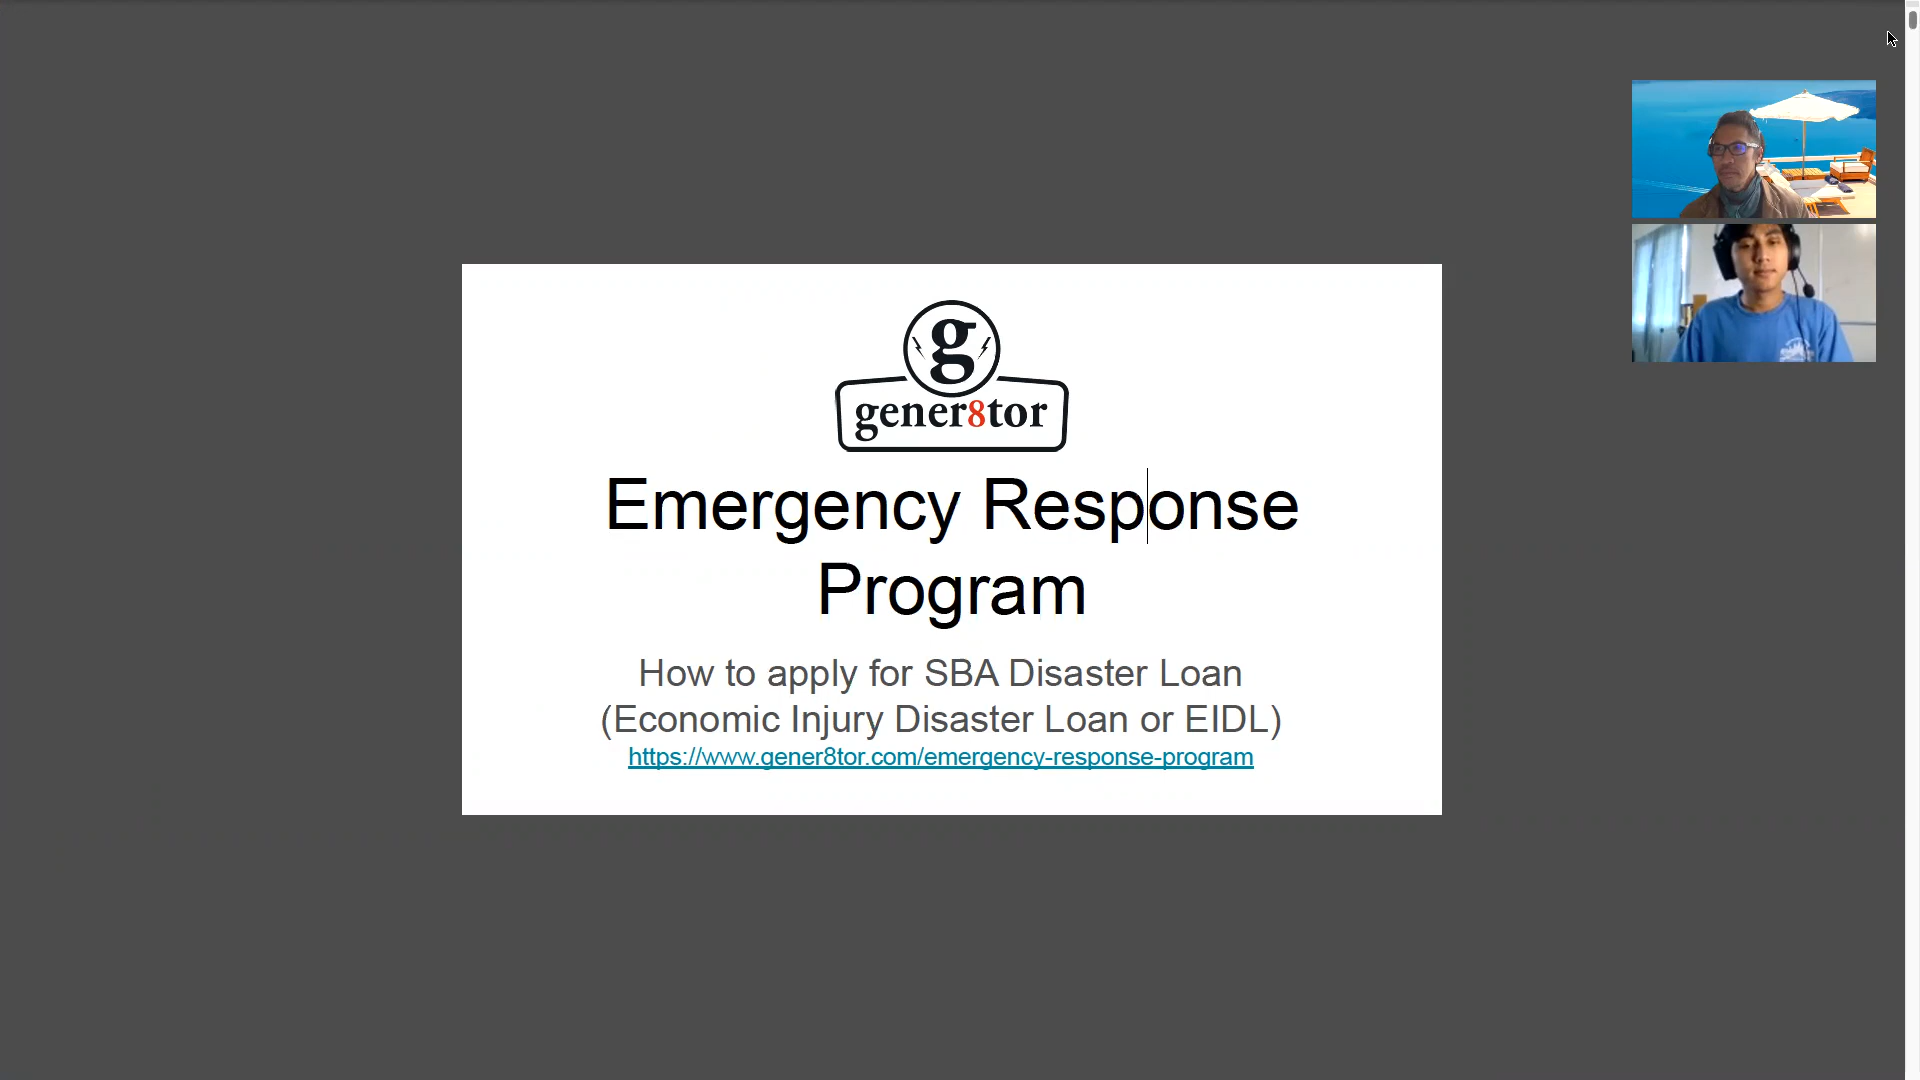 g
gener8tor
Emergency Response
Program
How to apply for SBA Disaster Loan
(Economic Injury Disaster Loan or EIDL)
https://www.gener8tor.com/emergency-response-program